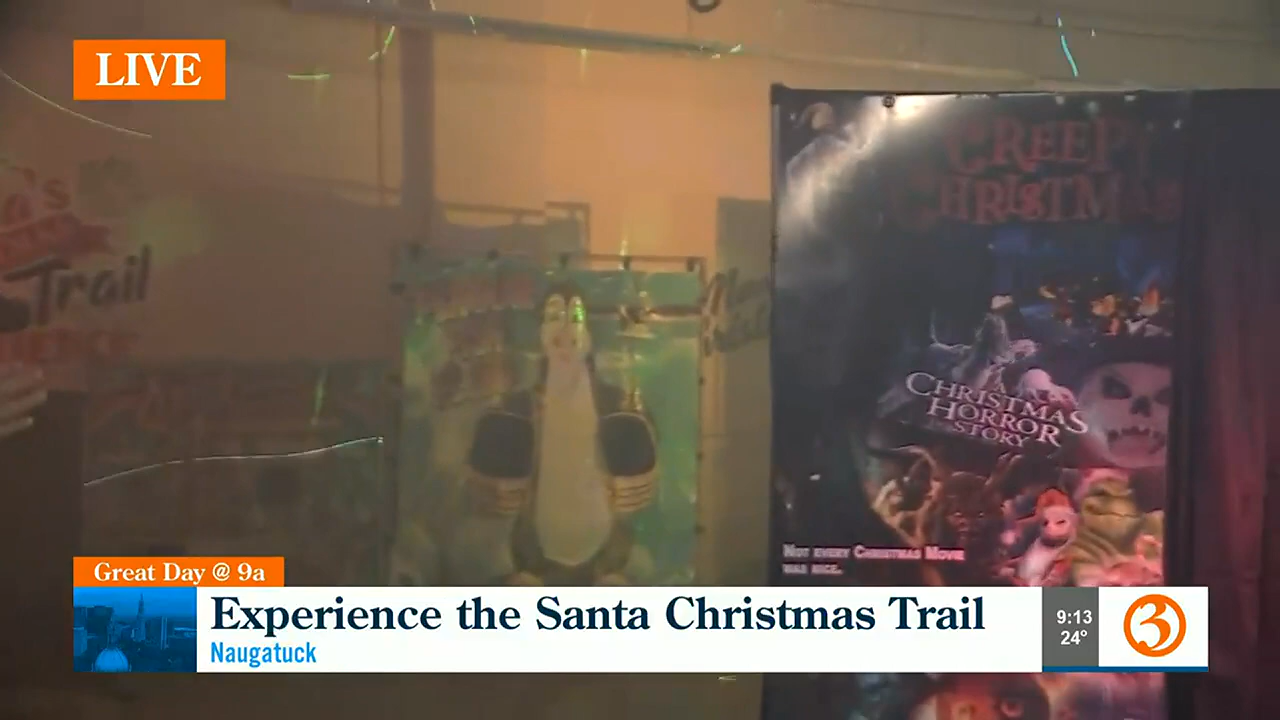 LIVE
a's
Trail
CREEPY
CHRISTMAS
A
CHRISTMAS
HORROR
STORY
NOT EVERY CHRISTMAS MOVIE
WAS NICE.
Great Day @ 9a
Experience the Santa Christmas Trail
Naugatuck
9:13
24°
3